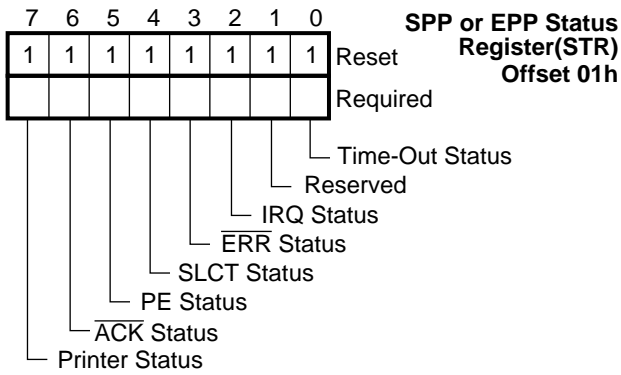 7 6 5 4 3 2 1 0
SPP or EPP Status
Register(STR)
Offset 01h
1 1 1 1 1 1 1 1 Reset
Required
Time-Out Status
Reserved
IRQ Status
ERR Status
SLCT Status
PE Status
ACK Status
Printer Status